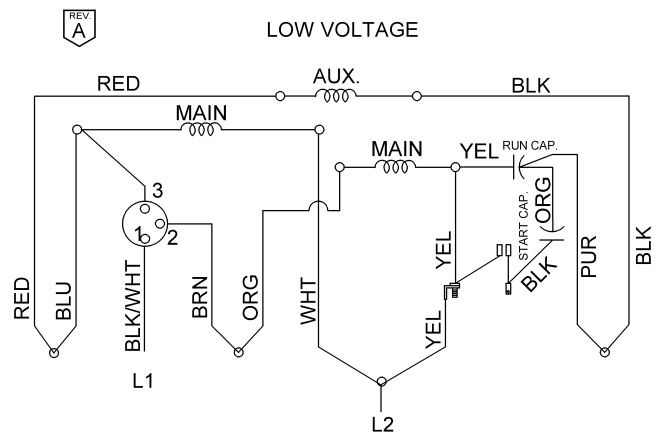 REV.
A
LOW VOLTAGE
RED
AUX.
BLK
MAIN
MAIN
YEL
RUN CAP.
3
2
1
START CAP.
ORG
RED
BLU
BLK/WHT
BRN
ORG
WHT
YEL
YEL
BLK
PUR
BLK
L1
L2